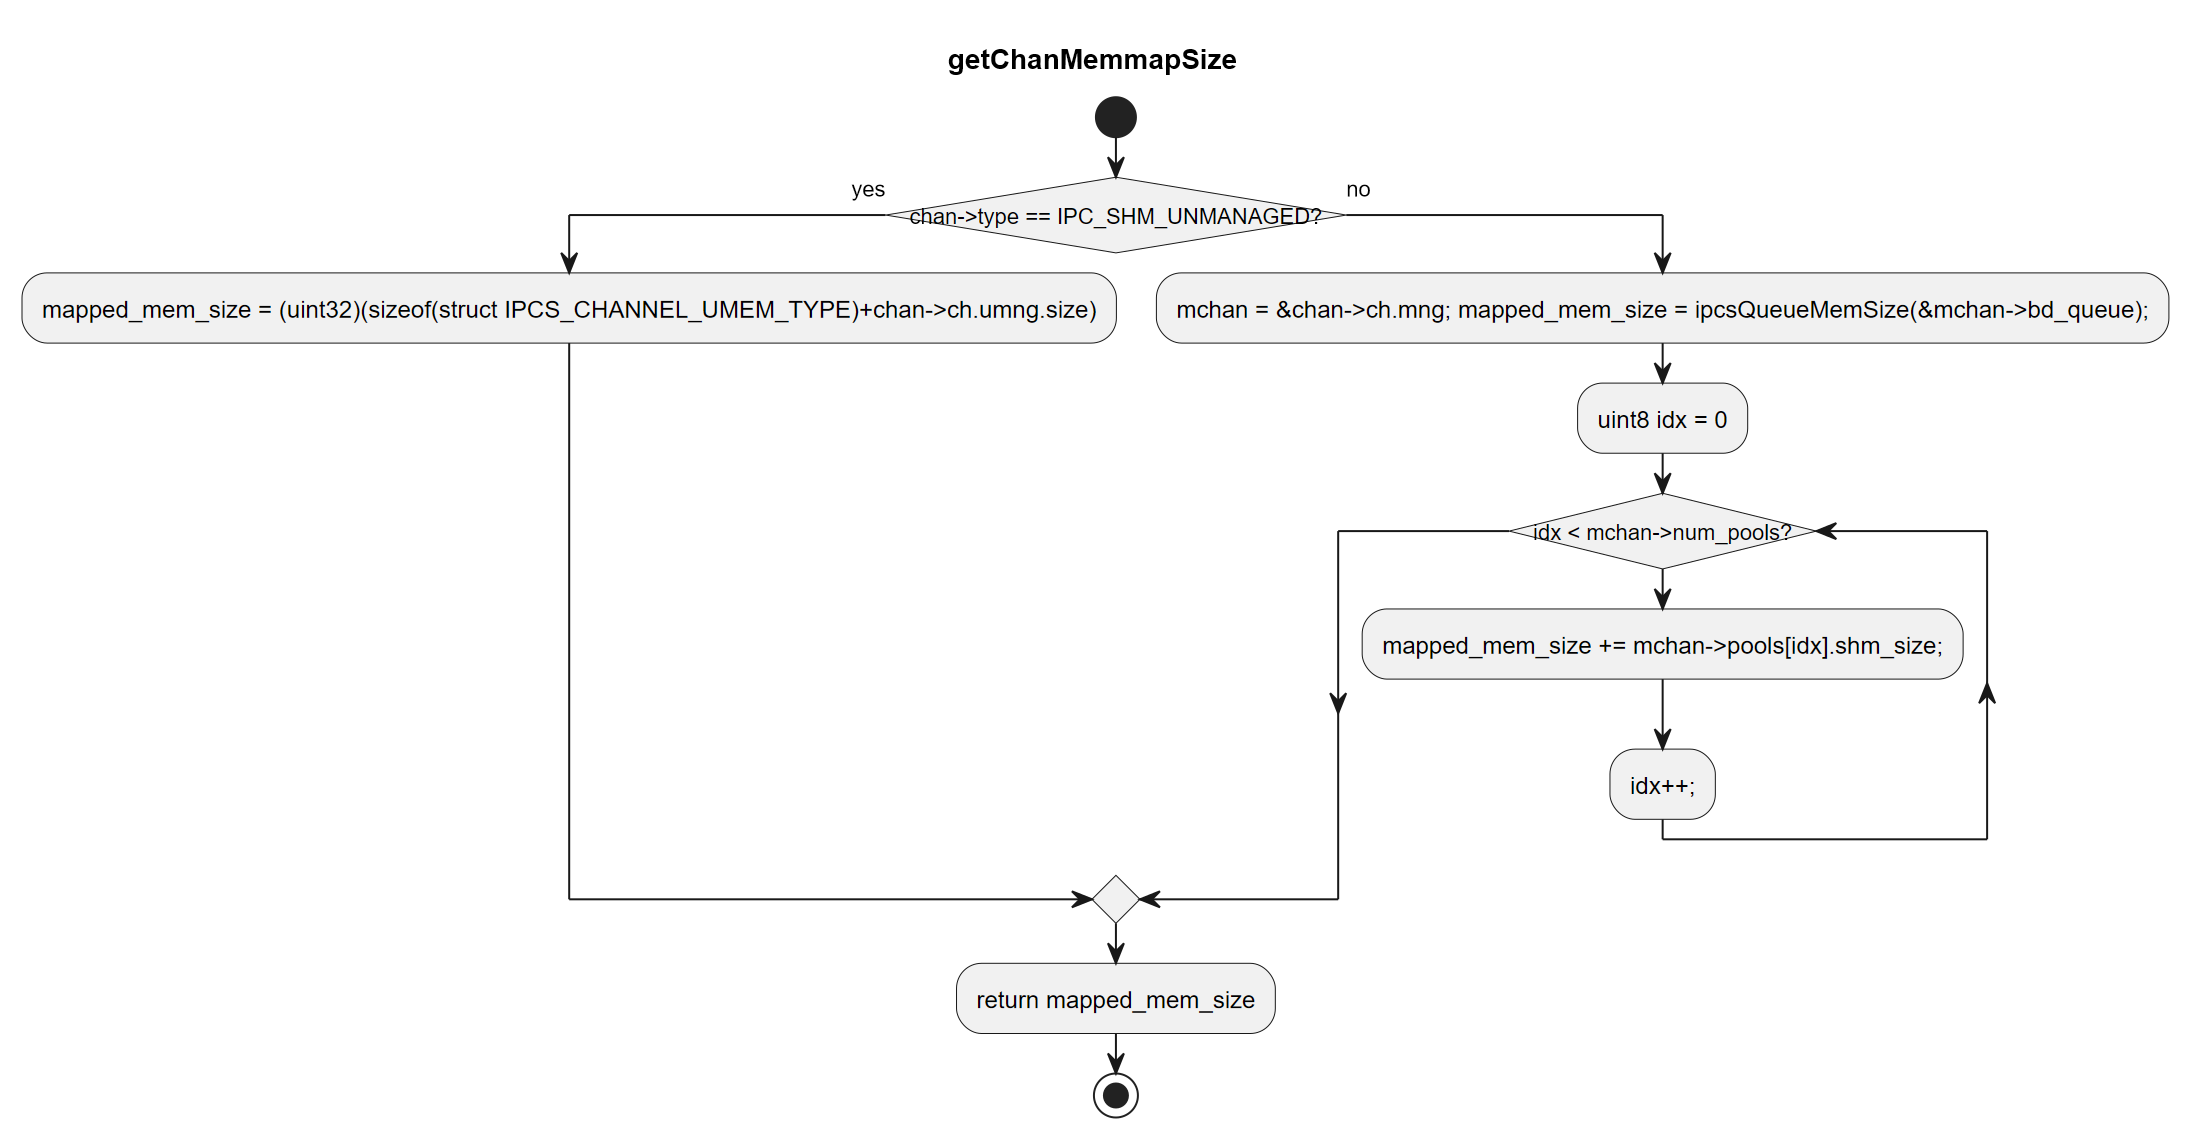 getChanMemmapSize
yes
chan->type == IPC_SHM_UNMANAGED?
no
mapped_mem_size = (uint32)(sizeof(struct IPCS_CHANNEL_UMEM_TYPE)+chan->ch.umng.size)
mchan = &chan->ch.mng; mapped_mem_size = ipcsQueueMemSize(&mchan->bd_queue);
uint8 idx = 0
idx < mchan->num_pools?
mapped_mem_size += mchan->pools[idx].shm_size;
idx++;
return mapped_mem_size